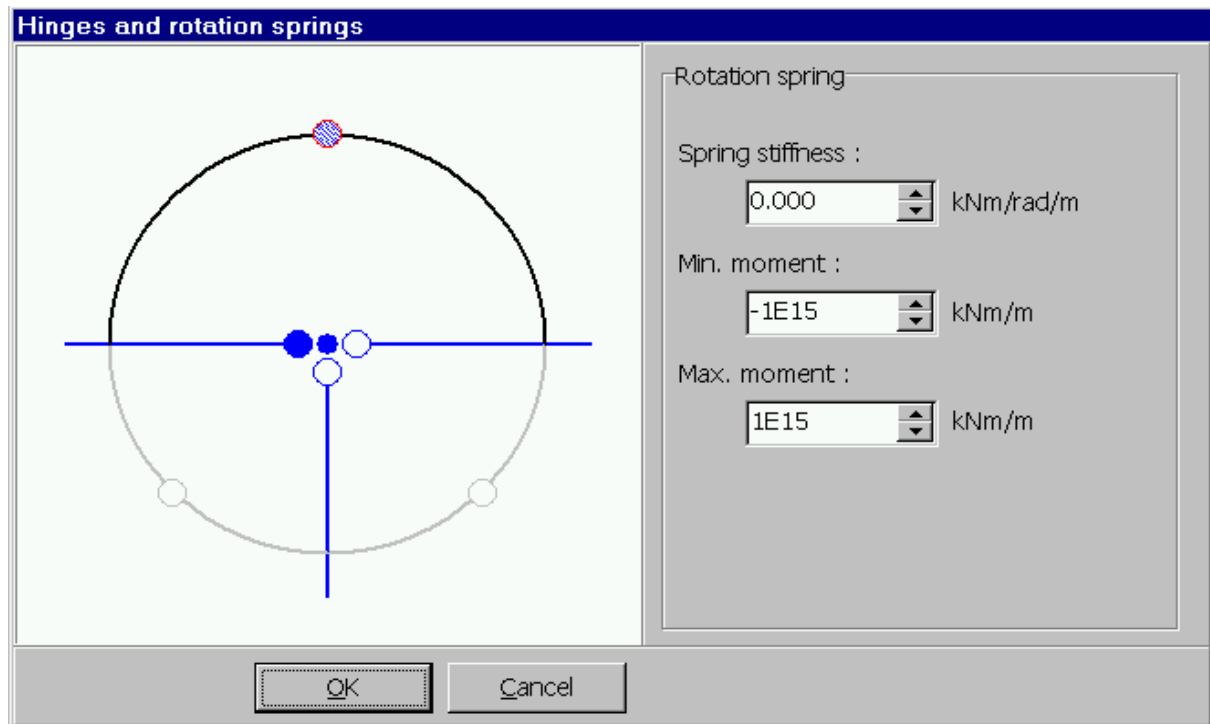 Hinges and rotation springs
Rotation spring
Spring stiffness :
0.000 kNm/rad/m
Min. moment :
-1E15 kNm/m
Max. moment :
1E15 kNm/m
OK Cancel